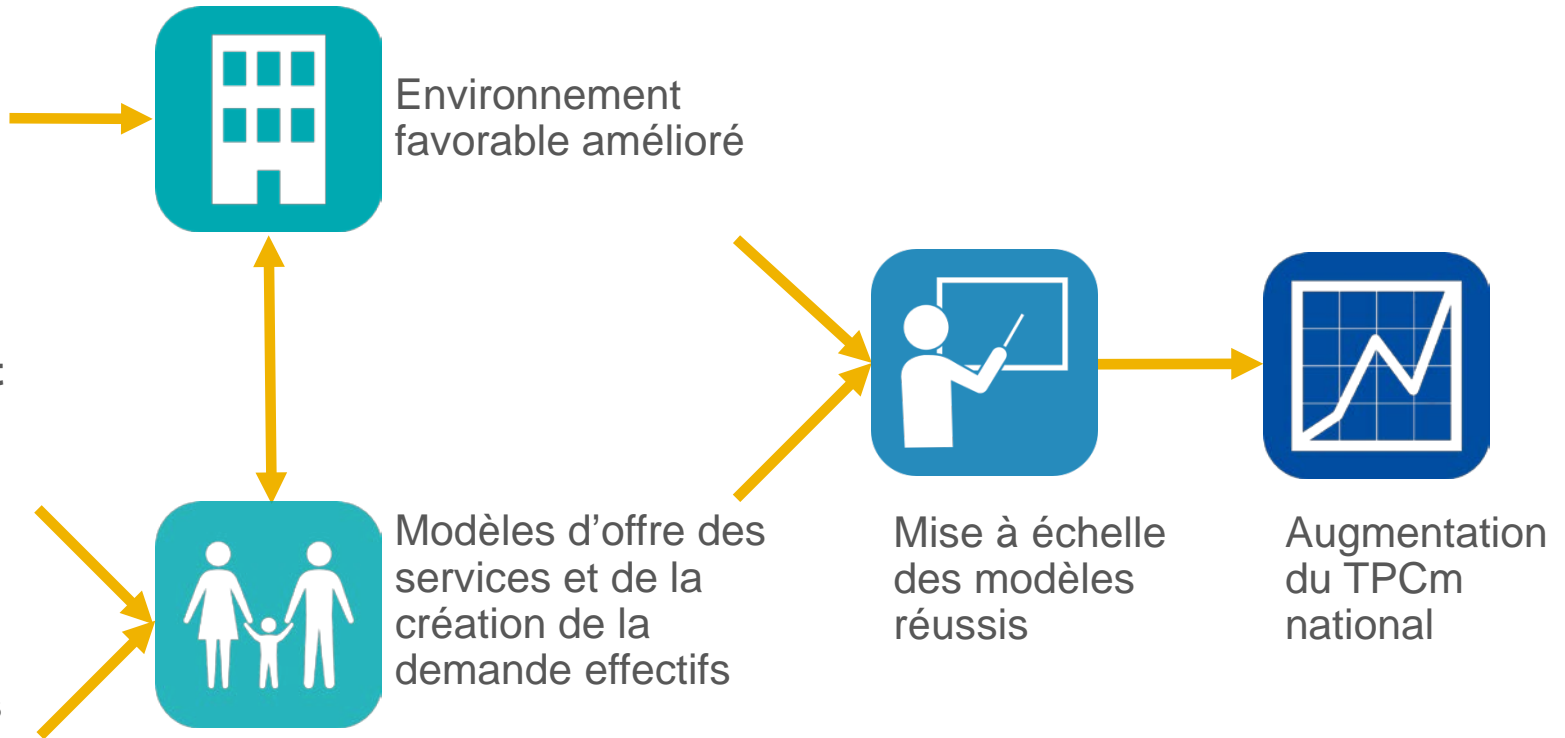 Environnement
favorable amélioré
Modèles d’offre des
services et de la
création de la
demande effectifs
Mise à échelle
des modèles
réussis
Augmentation
du TPCm
national